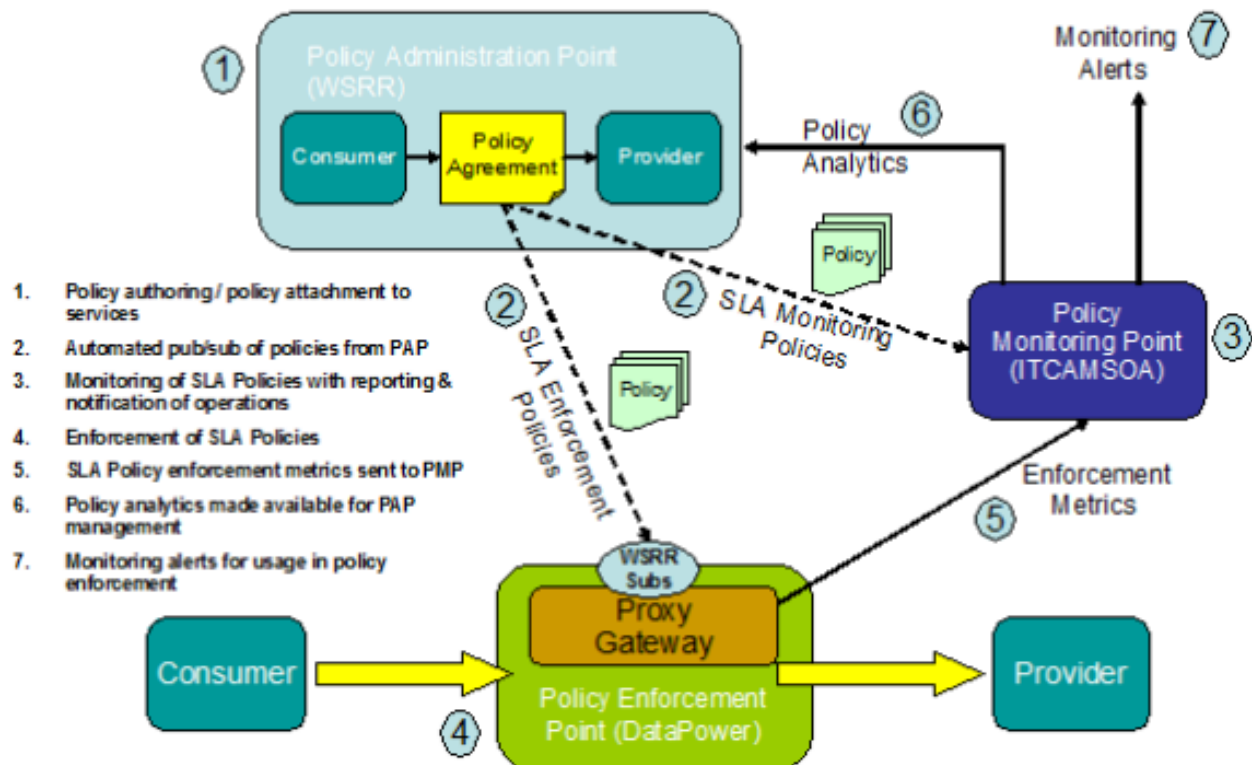 1
Policy Administration Point
(WSRR)
Consumer
Policy
Agreement
Provider
Monitoring
Alerts
7
6
Policy
Analytics
Policy
2
SLA Monitoring
Policies
2
SLA Enforcement
Policies
Policy
Policy
Monitoring Point
(ITCAMSOA)
3
1. Policy authoring / policy attachment to
services
2. Automated pub/sub of policies from PAP
3. Monitoring of SLA Policies with reporting &
notification of operations
4. Enforcement of SLA Policies
5. SLA Policy enforcement metrics sent to PMP
6. Policy analytics made available for PAP
management
7. Monitoring alerts for usage in policy
enforcement
Enforcement
Metrics
5
WSRR
Subs
Proxy
Gateway
Consumer
Provider
Policy Enforcement
Point (DataPower)
4